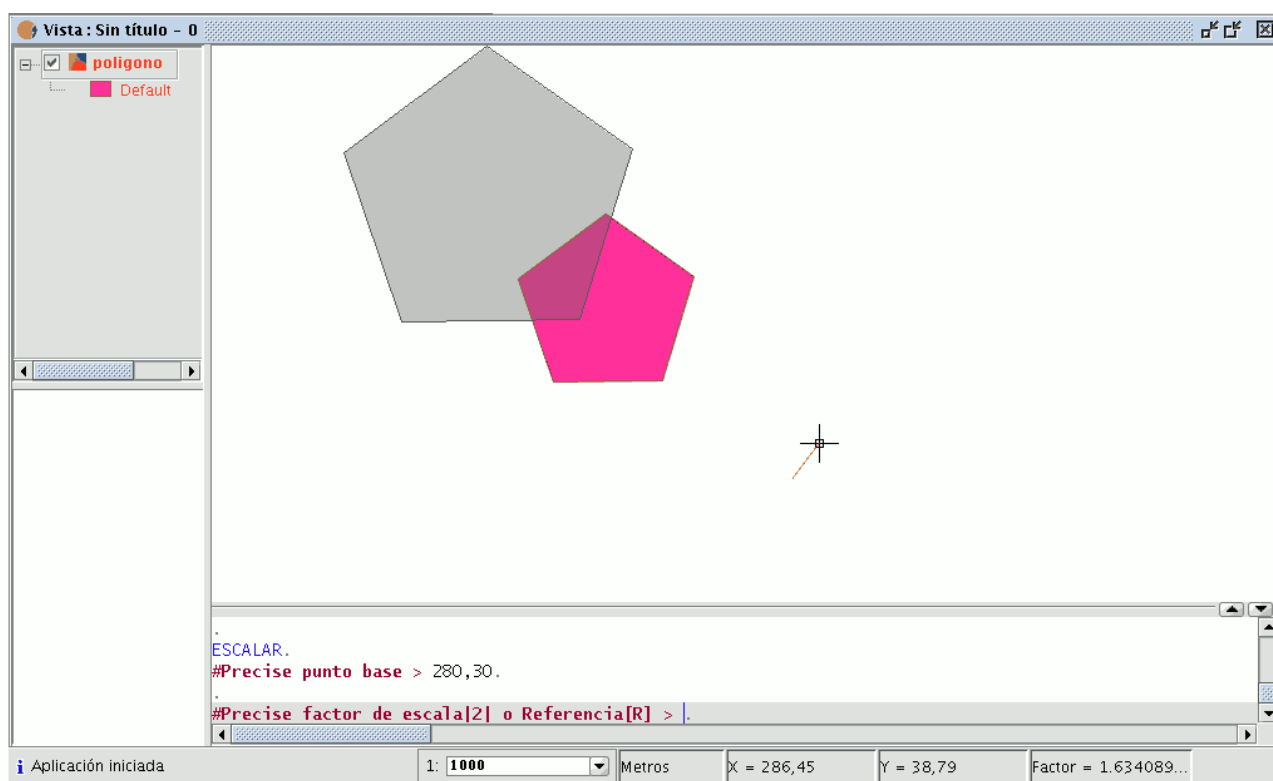 Vista : Sin título – 0
poligono
Default
.
ESCALAR.
#Precise punto base > 280,30.
.
#Precise factor de escala|2| o Referencia[R] > .
Aplicación iniciada
1: 1000
Metros
X = 286,45
Y = 38,79
Factor = 1.634089...